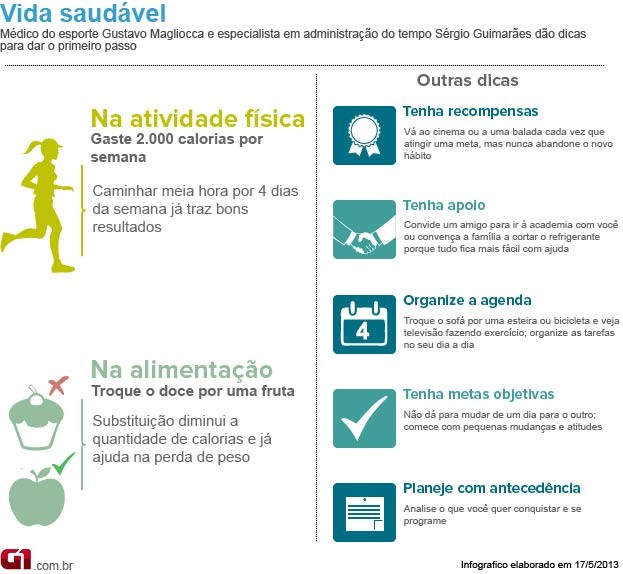 Vida saudável
Médico do esporte Gustavo Magliocca e especialista em administração do tempo Sérgio Guimarães dão dicas
para dar o primeiro passo
Na atividade física
Gaste 2.000 calorias por
semana
Caminhar meia hora por 4 dias
da semana já traz bons
resultados
Na alimentação
Troque o doce por uma fruta
Substituição diminui a
quantidade de calorias e já
ajuda na perda de peso
Outras dicas
Tenha recompensas
Vá ao cinema ou a uma balada cada vez que
atingir uma meta, mas nunca abandone o novo
hábito
Tenha apoio
Convide um amigo para ir à academia com você
ou convença a família a cortar o refrigerante
porque tudo fica mais fácil com ajuda
4
Organize a agenda
Troque o sofá por uma esteira ou bicicleta e veja
televisão fazendo exercício; organize as tarefas
no seu dia a dia
Tenha metas objetivas
Não dá para mudar de um dia para o outro;
comece com pequenas mudanças e atitudes
Planeje com antecedência
Analise o que você quer conquistar e se
programe
G1.com.br
Infografico elaborado em 17/5/2013